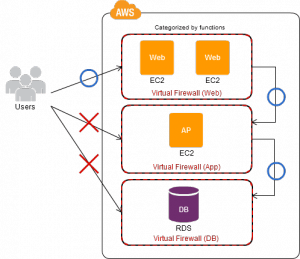 AWS
Categorized by functions
Web
Web
EC2
EC2
Virtual Firewall (Web)
Users
AP
EC2
Virtual Firewall (App)
DB
RDS
Virtual Firewall (DB)